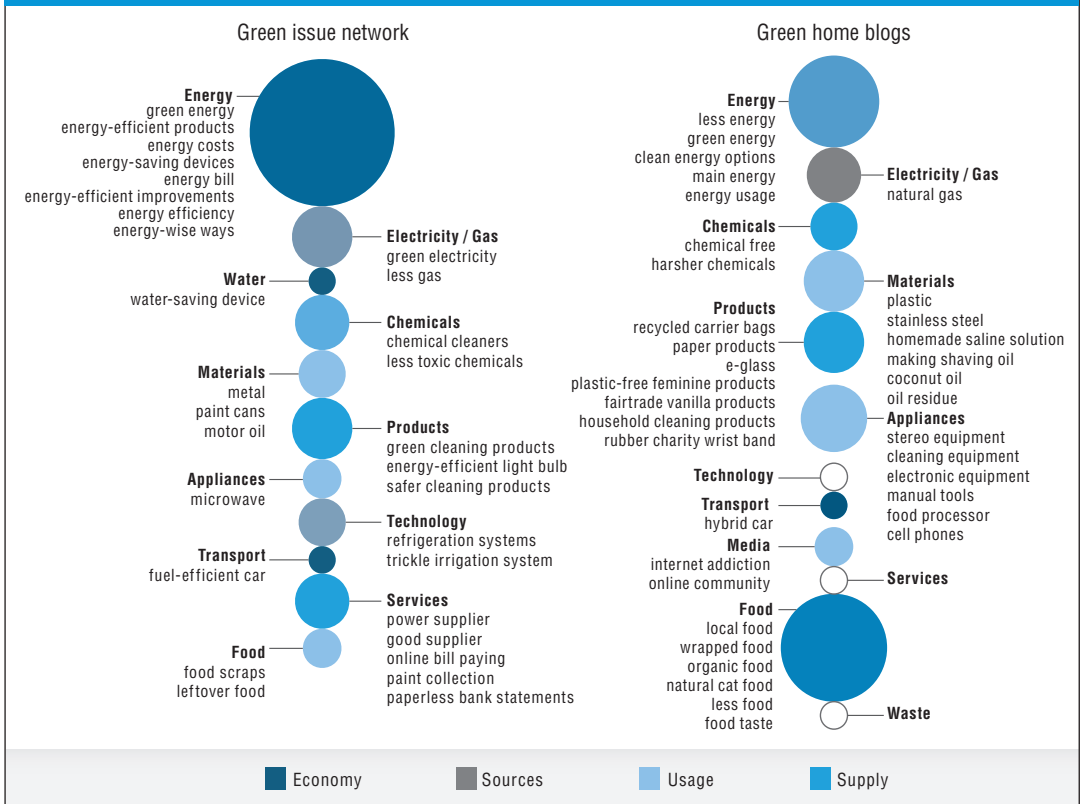 Green issue network
Energy
green energy
energy-efficient products
energy costs
energy-saving devices
energy bill
energy-efficient improvements
energy efficiency
energy-wise ways
Electricity / Gas
green electricity
less gas
Water
water-saving device
Chemicals
chemical cleaners
less toxic chemicals
Materials
metal
paint cans
motor oil
Products
green cleaning products
energy-efficient light bulb
safer cleaning products
Appliances
microwave
Technology
refrigeration systems
trickle irrigation system
Transport
fuel-efficient car
Services
power supplier
good supplier
online bill paying
paint collection
paperless bank statements
Food
food scraps
leftover food
Green home blogs
Energy
less energy
green energy
clean energy options
main energy
energy usage
Electricity / Gas
natural gas
Chemicals
chemical free
harsher chemicals
Materials
plastic
stainless steel
homemade saline solution
making shaving oil
coconut oil
oil residue
Products
recycled carrier bags
paper products
e-glass
plastic-free feminine products
fairtrade vanilla products
household cleaning products
rubber charity wrist band
Appliances
stereo equipment
cleaning equipment
electronic equipment
manual tools
food processor
cell phones
Technology
Transport
hybrid car
Media
internet addiction
online community
Services
Food
local food
wrapped food
organic food
natural cat food
less food
food taste
Waste
Economy
Sources
Usage
Supply